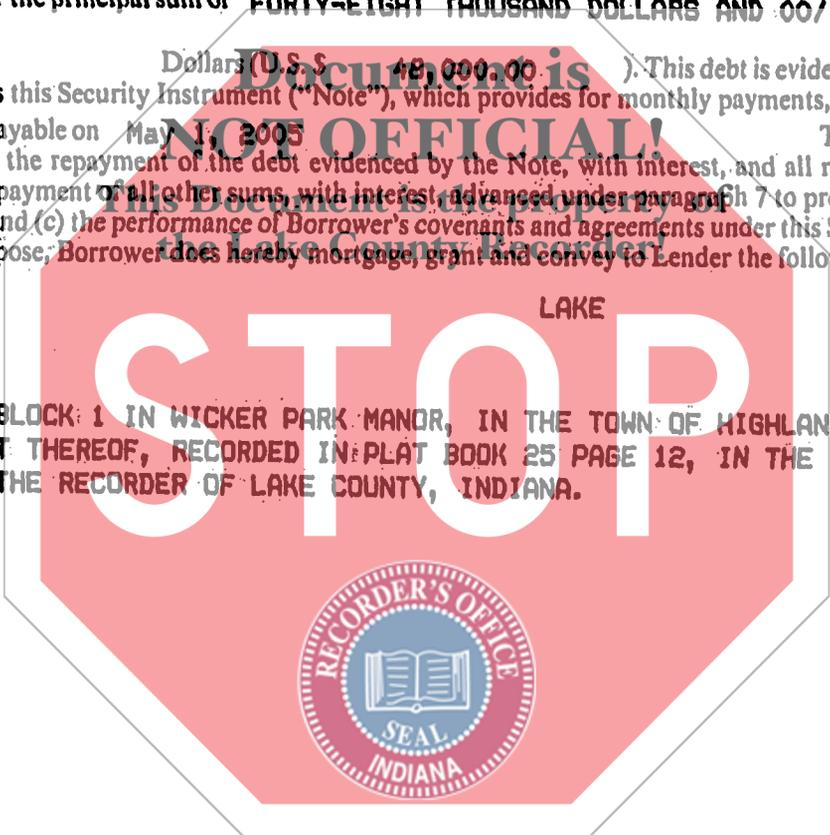 the principal sum of FORTY-EIGHT THOUSAND DOLLARS AND 00/
Dollars (U.S. $ 48,000.00 ). This debt is evide
this Security Instrument ("Note"), which provides for monthly payments,
ayable on May 1, 2005 T
the repayment of the debt evidenced by the Note, with interest, and all r
payment of all other sums, with interest, advanced under paragraph 7 to pr
nd (c) the performance of Borrower's covenants and agreements under this S
ose, Borrower does hereby mortgage, grant and convey to Lender the follo
Document is
NOT OFFICIAL!
This Document is the property of
the Lake County Recorder!
LAKE
BLOCK 1 IN WICKER PARK MANOR, IN THE TOWN OF HIGHLAN
T THEREOF, RECORDED IN PLAT BOOK 25 PAGE 12, IN THE
THE RECORDER OF LAKE COUNTY, INDIANA.
STOP
RECORDER'S OFFICE
SEAL
INDIANA